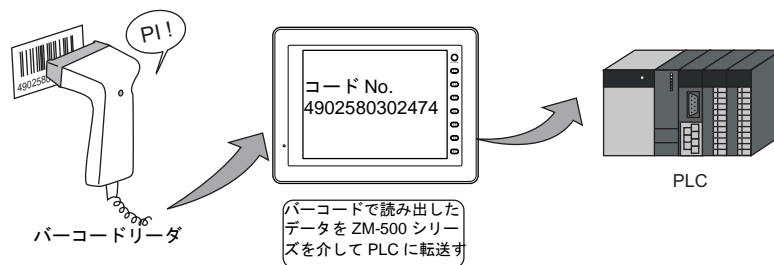 PI !
490258
コード No.
4902580302474
PLC
バーコードリーダ
バーコードで読み出した
データを ZM-500 シリー
ズを介して PLC に転送す